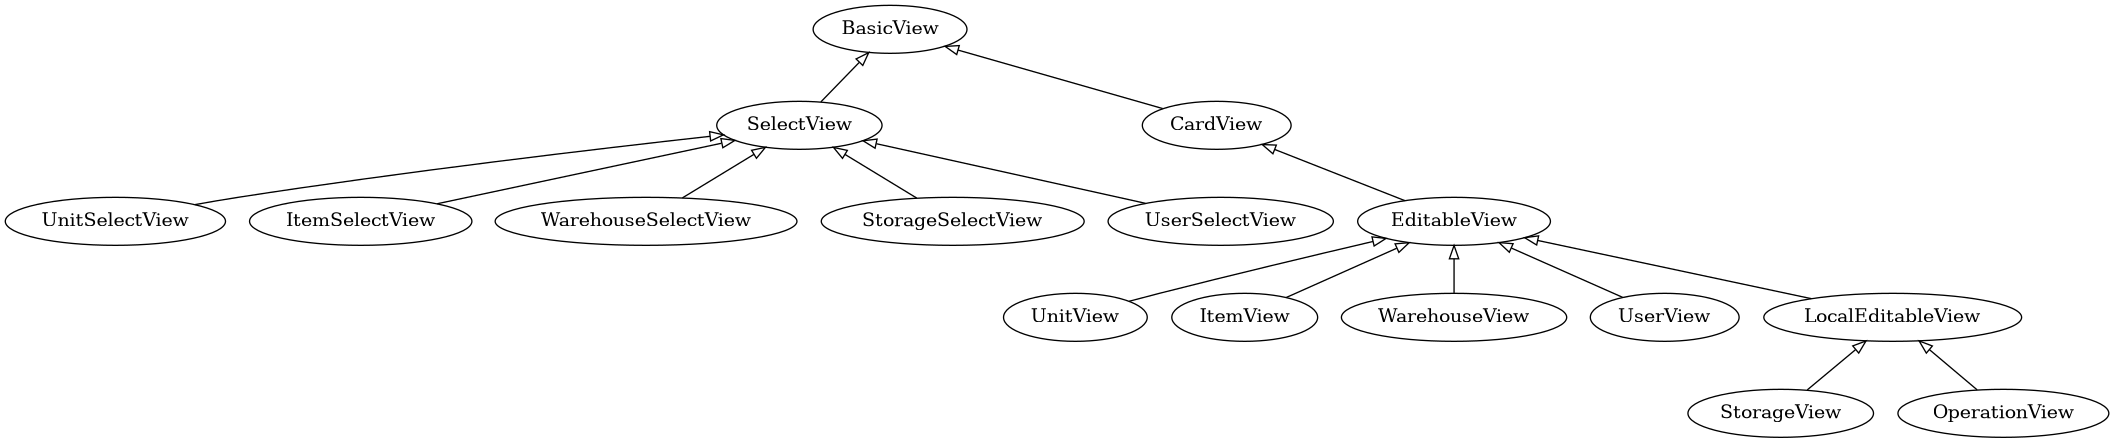 BasicView
SelectView
CardView
UnitSelectView
ItemSelectView
WarehouseSelectView
StorageSelectView
UserSelectView
EditableView
UnitView
ItemView
WarehouseView
UserView
LocalEditableView
StorageView
OperationView